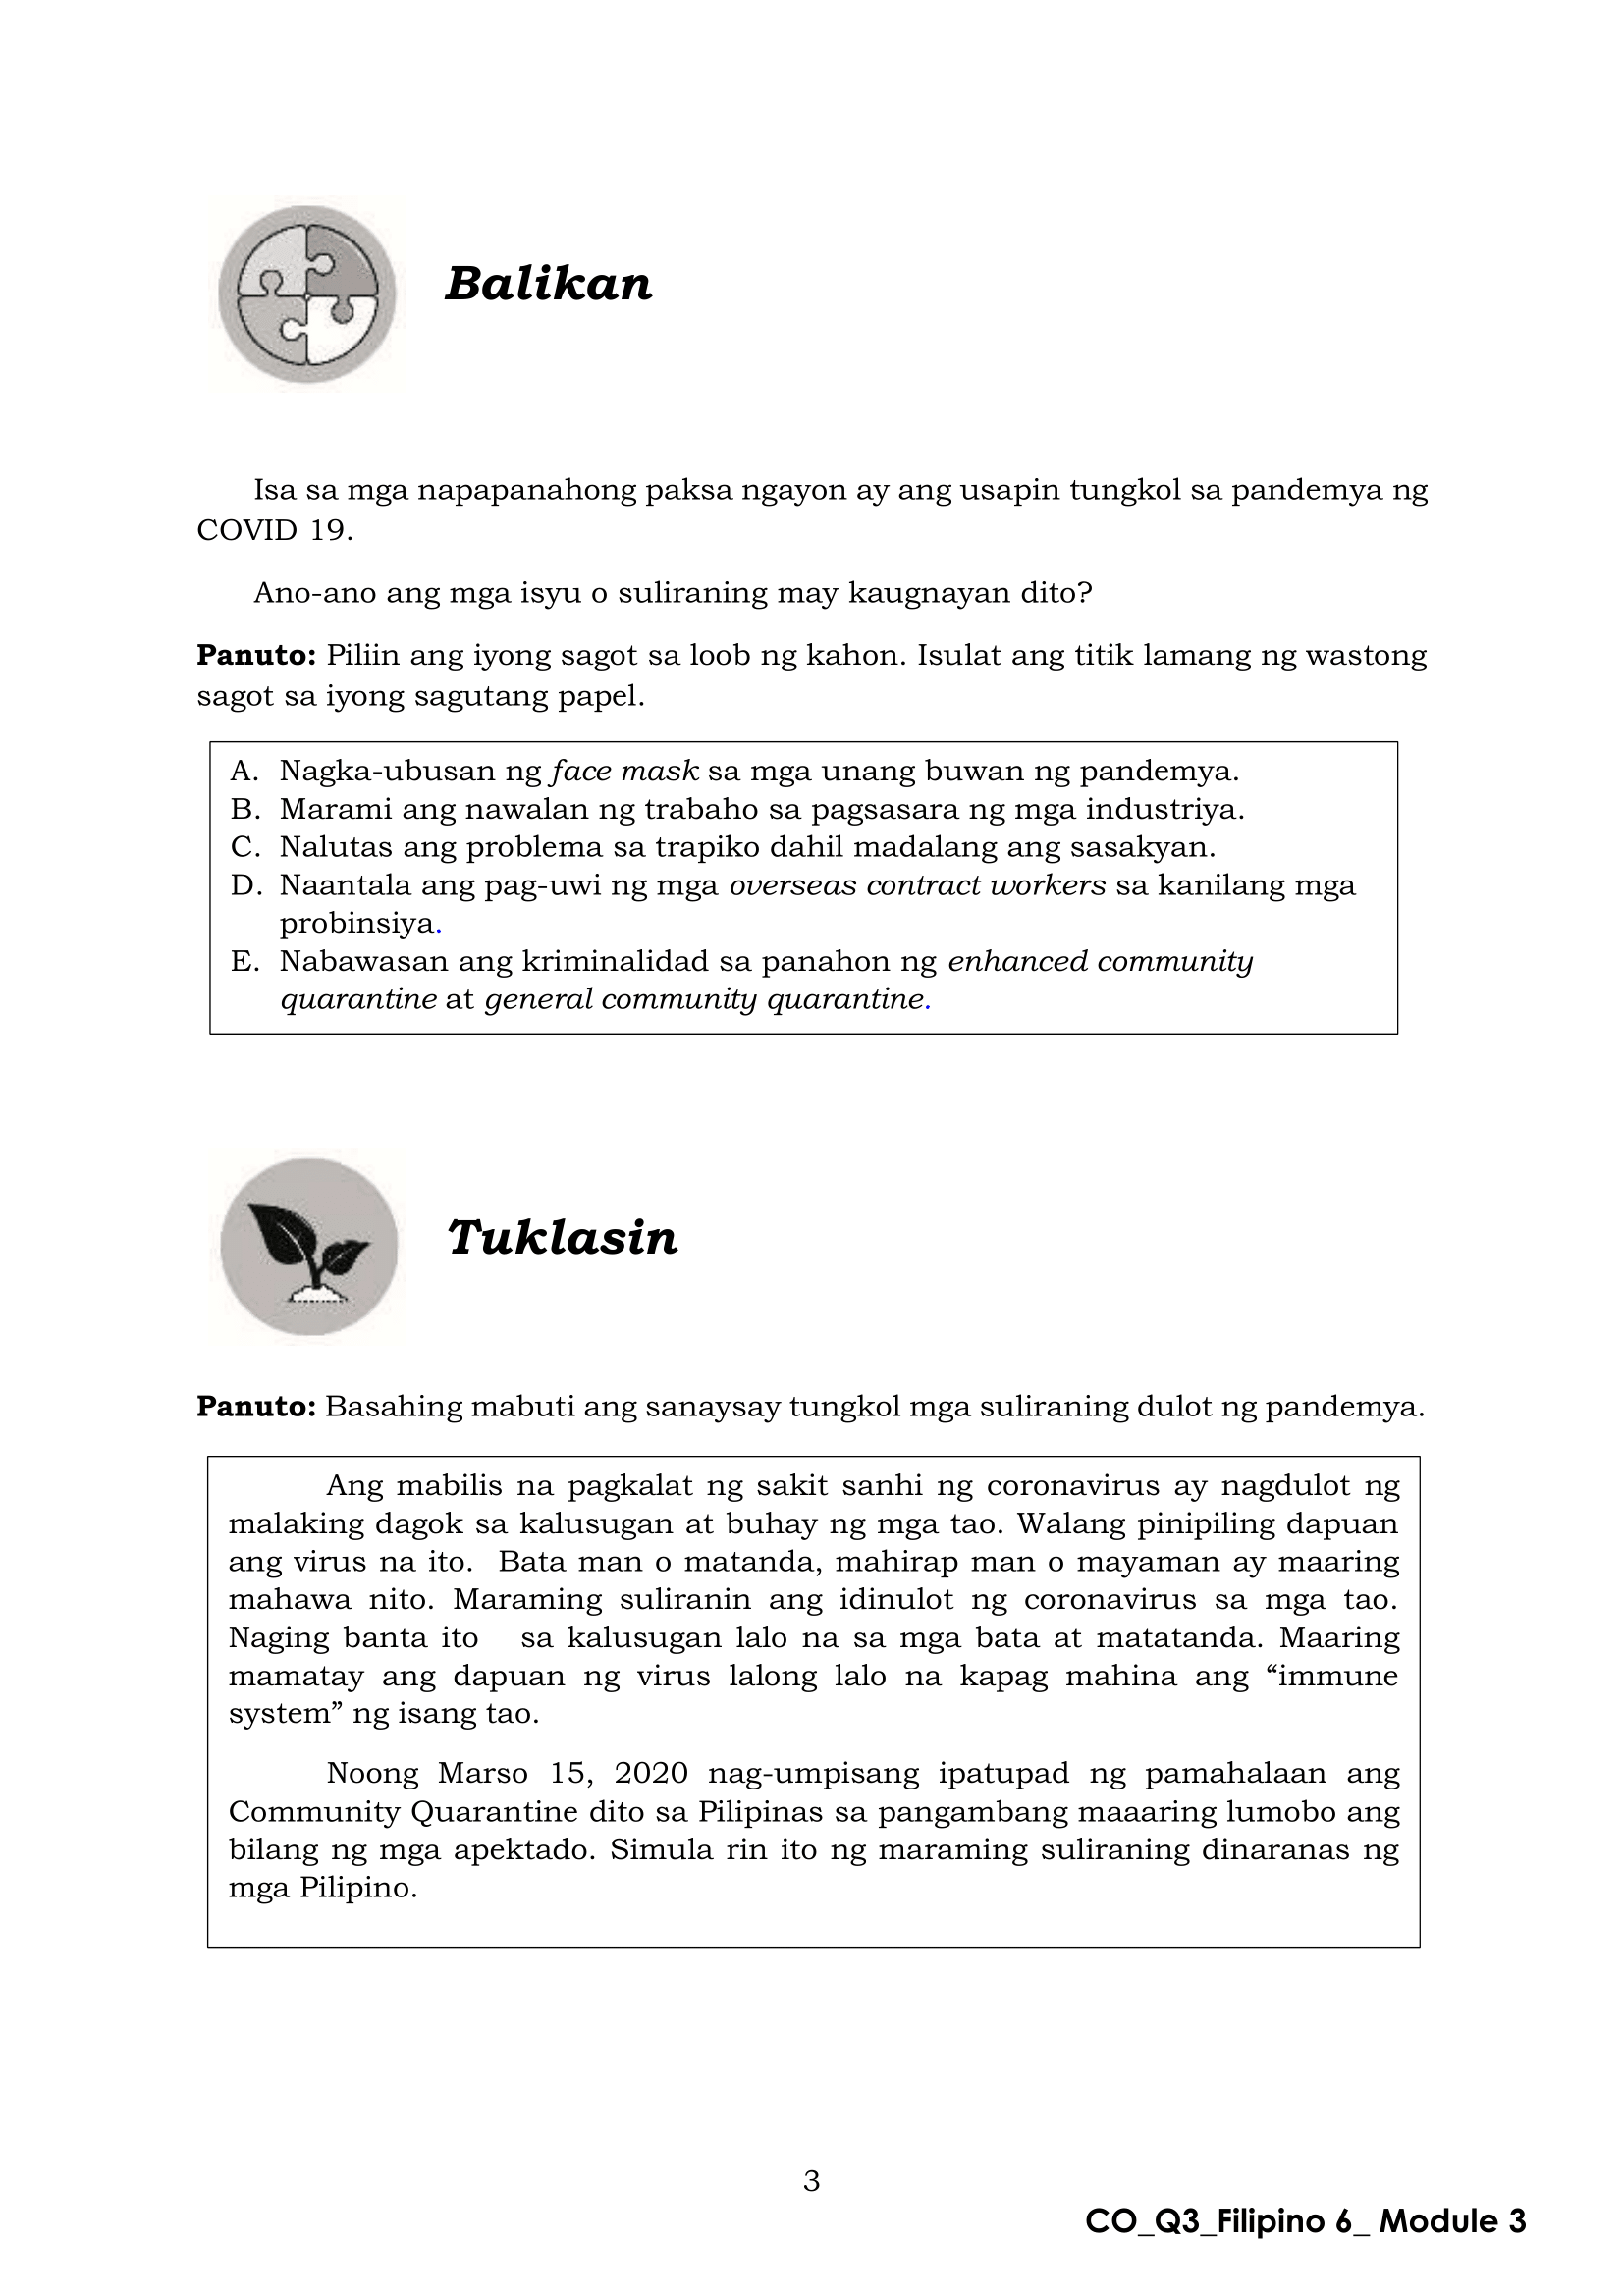 Balikan
Isa sa mga napapanahong paksa ngayon ay ang usapin tungkol sa pandemya ng
COVID 19.
Ano-ano ang mga isyu o suliraning may kaugnayan dito?
Panuto: Piliin ang iyong sagot sa loob ng kahon. Isulat ang titik lamang ng wastong
sagot sa iyong sagutang papel.
A. Nagka-ubusan ng face mask sa mga unang buwan ng pandemya.
B. Marami ang nawalan ng trabaho sa pagsasara ng mga industriya.
C. Nalutas ang problema sa trapiko dahil madalang ang sasakyan.
D. Naantala ang pag-uwi ng mga overseas contract workers sa kanilang mga
probinsiya.
E. Nabawasan ang kriminalidad sa panahon ng enhanced community
quarantine at general community quarantine.
Tuklasin
Panuto: Basahing mabuti ang sanaysay tungkol mga suliraning dulot ng pandemya.
Ang mabilis na pagkalat ng sakit sanhi ng coronavirus ay nagdulot ng
malaking dagok sa kalusugan at buhay ng mga tao. Walang pinipiling dapuan
ang virus na ito. Bata man o matanda, mahirap man o mayaman ay maaring
mahawa nito. Maraming suliranin ang idinulot ng coronavirus sa mga tao.
Naging banta ito sa kalusugan lalo na sa mga bata at matatanda. Maaring
mamatay ang dapuan ng virus lalong lalo na kapag mahina ang “immune
system” ng isang tao.
Noong Marso 15, 2020 nag-umpisang ipatupad ng pamahalaan ang
Community Quarantine dito sa Pilipinas sa pangambang maaaring lumobo ang
bilang ng mga apektado. Simula rin ito ng maraming suliraning dinaranas ng
mga Pilipino.
3
CO_Q3_Filipino 6_ Module 3